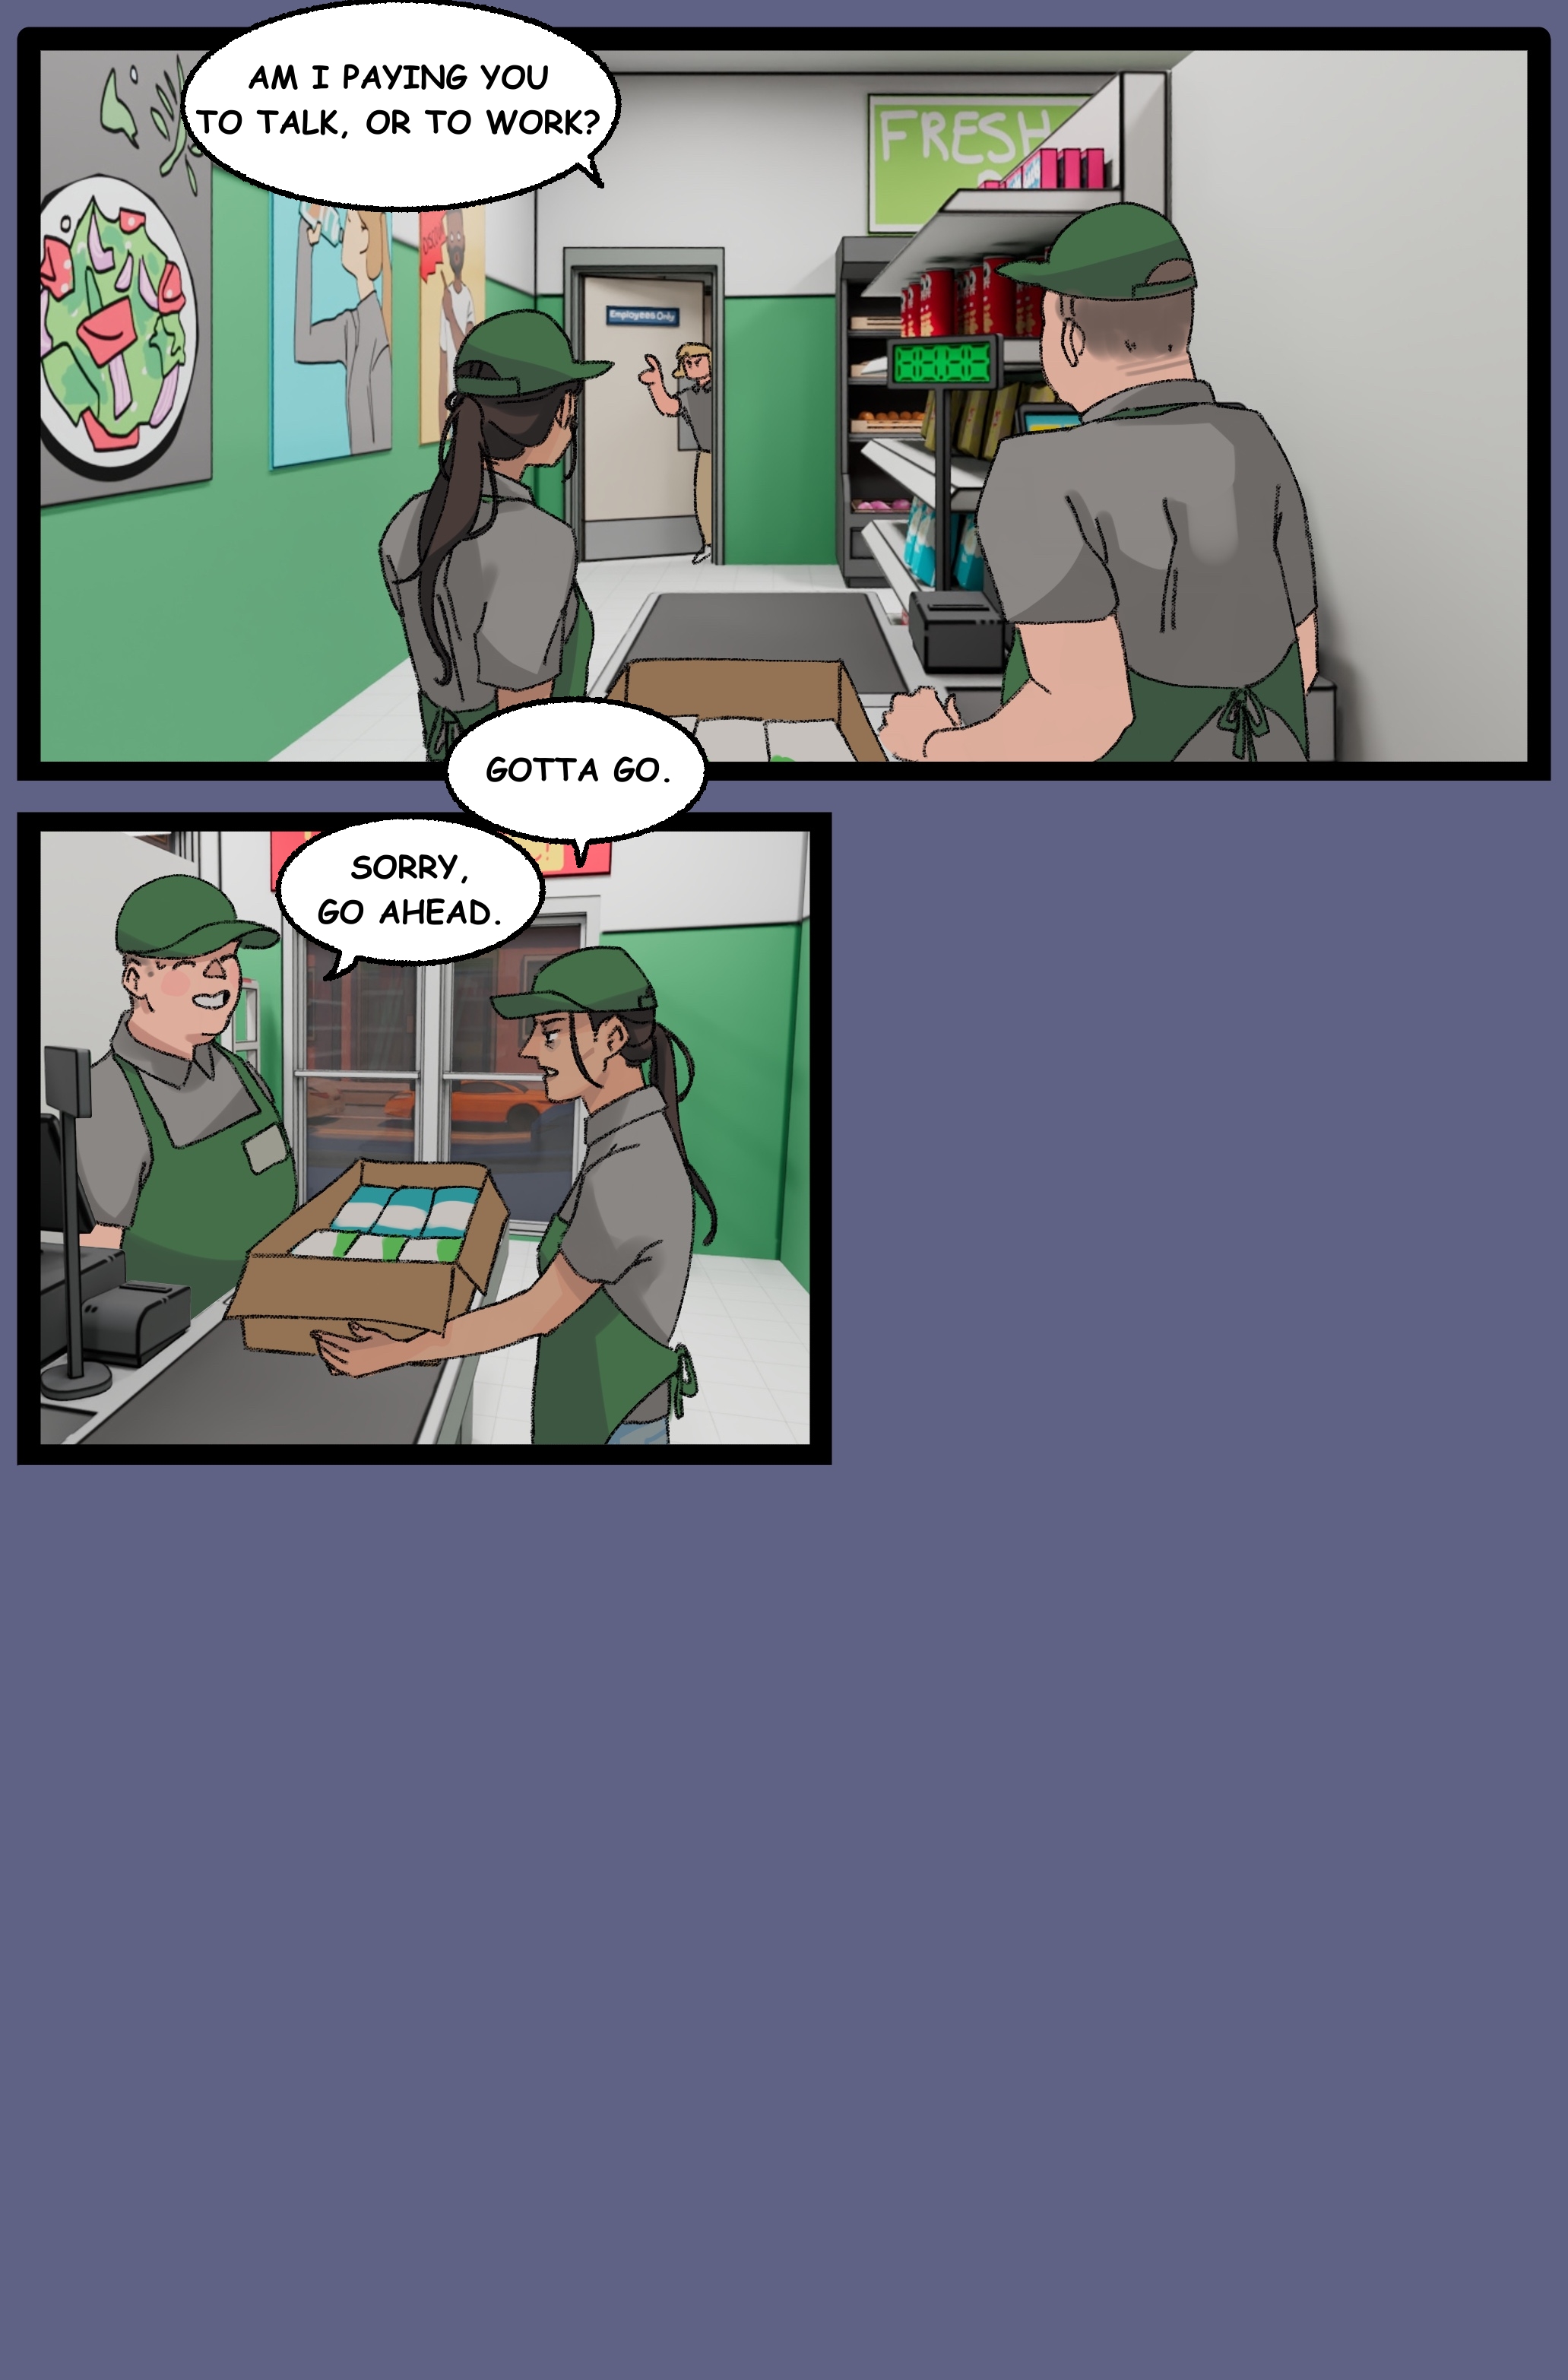 AM I PAYING YOU
TO TALK, OR TO WORK?
FRESH
Employees Only
GOTTA GO.
SORRY,
GO AHEAD.